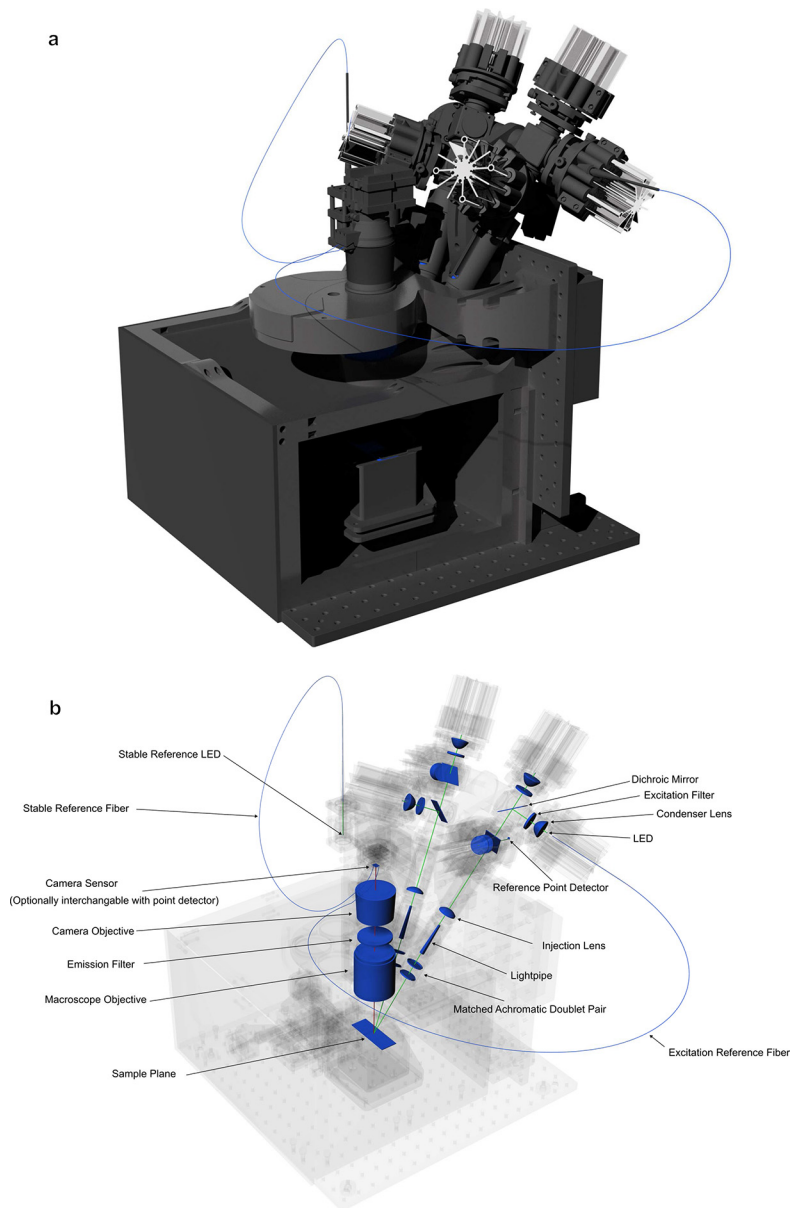 a
b
Stable Reference LED
Stable Reference Fiber
Camera Sensor
(Optionally interchangable with point detector)
Camera Objective
Emission Filter
Macroscope Objective
Sample Plane
Dichroic Mirror
Excitation Filter
Condenser Lens
LED
Reference Point Detector
Injection Lens
Lightpipe
Matched Achromatic Doublet Pair
Excitation Reference Fiber